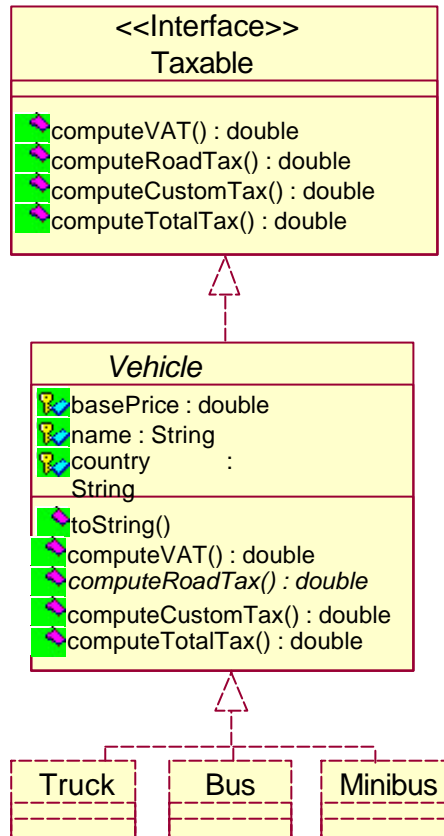 <<Interface>>
Taxable
computeVAT() : double
computeRoadTax() : double
computeCustomTax() : double
computeTotalTax() : double
Vehicle
basePrice : double
name : String
country :
String
toString()
computeVAT() : double
computeRoadTax() : double
computeCustomTax() : double
computeTotalTax() : double
Truck Bus Minibus